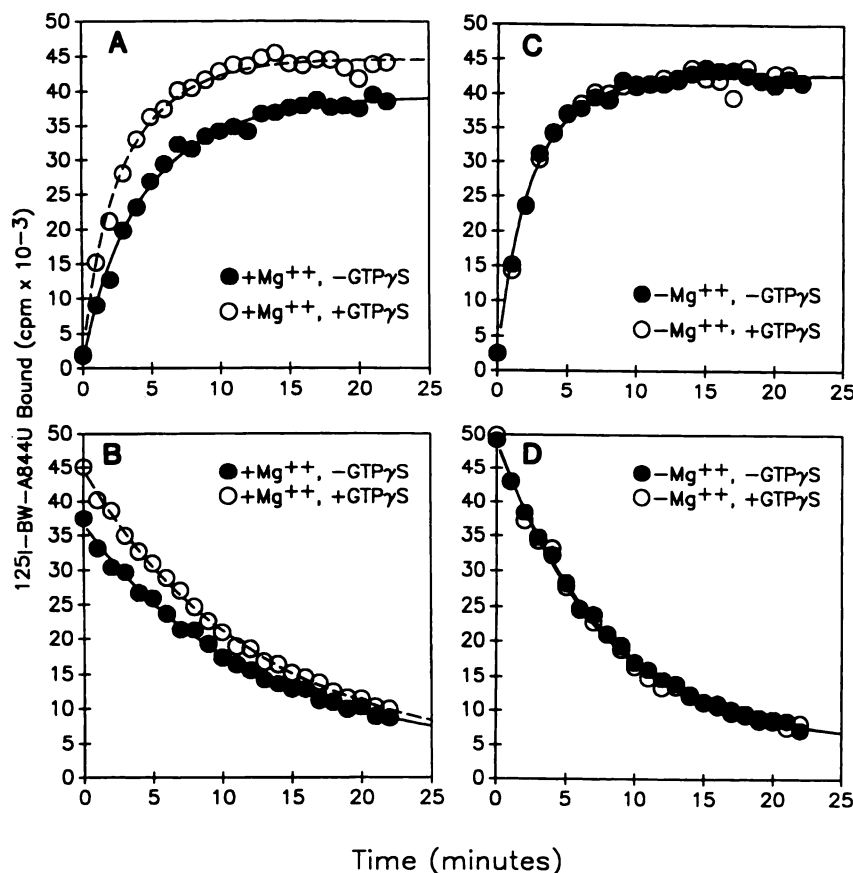 125I-BW-A844U Bound (cpm x 10-3)
A
50
45
40
35
30
25
20
15
10
5
0
+Mg++, -GTPγS
+Mg++, +GTPγS
0 5 10 15 20 25
C
50
45
40
35
30
25
20
15
10
5
0
-Mg++, -GTPγS
-Mg++, +GTPγS
0 5 10 15 20 25
B
50
45
40
35
30
25
20
15
10
5
0
+Mg++, -GTPγS
+Mg++, +GTPγS
0 5 10 15 20 25
D
50
45
40
35
30
25
20
15
10
5
0
-Mg++, -GTPγS
-Mg++, +GTPγS
0 5 10 15 20 25
Time (minutes)